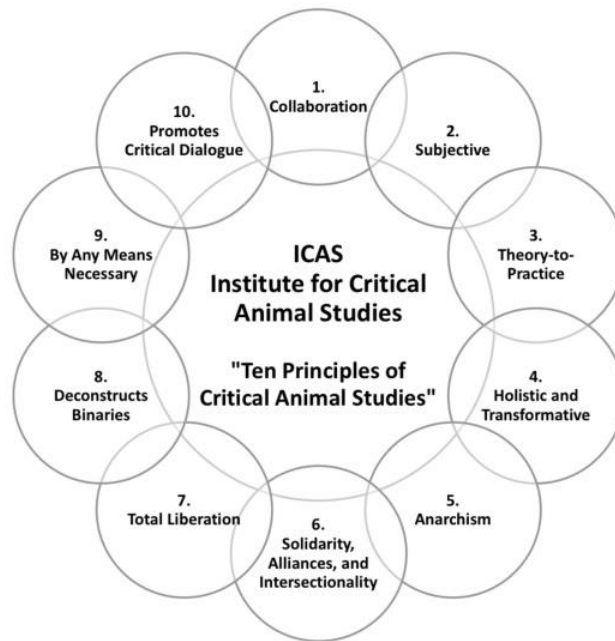 ICAS
Institute for Critical
Animal Studies
"Ten Principles of
Critical Animal Studies"
1.
Collaboration
2.
Subjective
3.
Theory-to-
Practice
4.
Holistic and
Transformative
5.
Anarchism
6.
Solidarity,
Alliances, and
Intersectionality
7.
Total Liberation
8.
Deconstructs
Binaries
9.
By Any Means
Necessary
10.
Promotes
Critical Dialogue